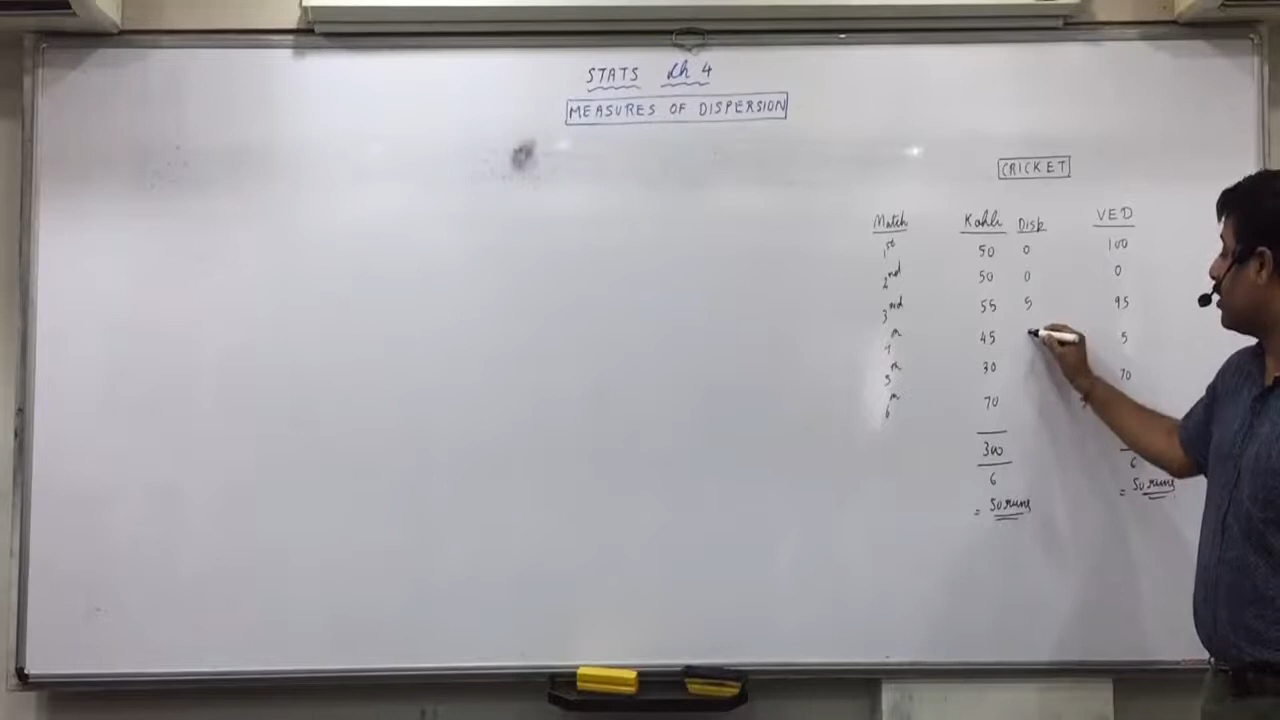 STATS Ch 4
MEASURES OF DISPERSION
CRICKET
Match Kohli Disp VED
1st 50 0 100
2nd 50 0 0
3rd 55 5 95
4th 45 5
5th 30 70
6th 70
300
6 6
= 50 runs = 50 runs